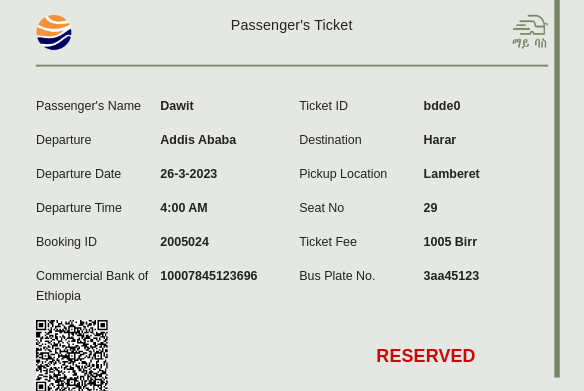 Passenger's Ticket
ማይ ባስ
Passenger's Name Dawit Ticket ID bdde0
Departure Addis Ababa Destination Harar
Departure Date 26-3-2023 Pickup Location Lamberet
Departure Time 4:00 AM Seat No 29
Booking ID 2005024 Ticket Fee 1005 Birr
Commercial Bank of 10007845123696 Bus Plate No. 3aa45123
Ethiopia
RESERVED